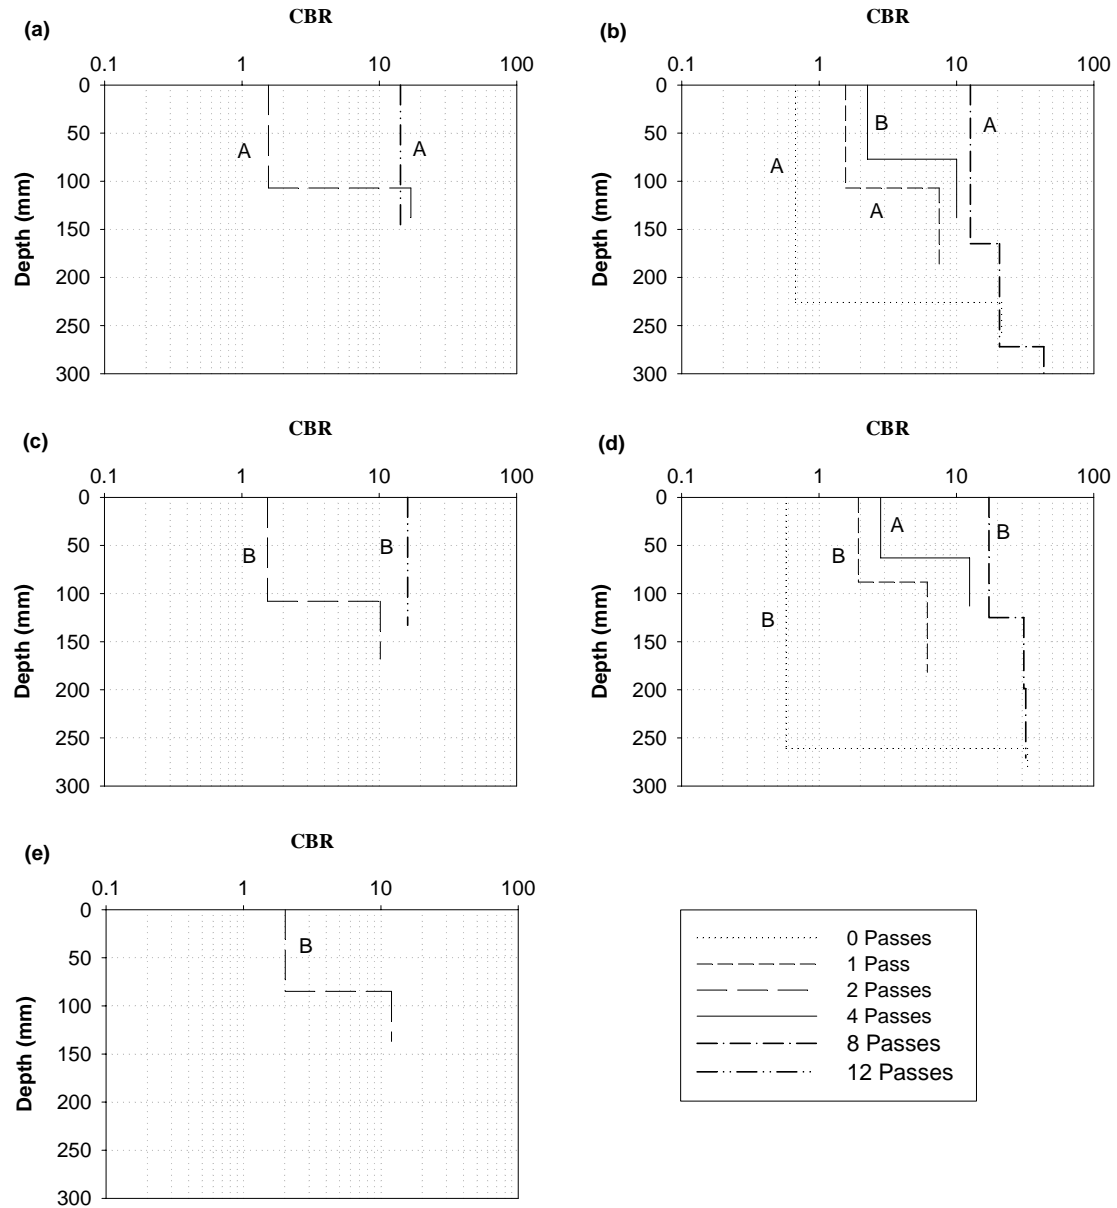 (a)
CBR
0.1 1 10 100
0
50
100
150
200
250
300
Depth (mm)
A
A
(b)
CBR
0.1 1 10 100
0
50
100
150
200
250
300
Depth (mm)
B
A
A
A
(c)
CBR
0.1 1 10 100
0
50
100
150
200
250
300
Depth (mm)
B
B
(d)
CBR
0.1 1 10 100
0
50
100
150
200
250
300
Depth (mm)
A
B
B
B
(e)
CBR
0.1 1 10 100
0
50
100
150
200
250
300
Depth (mm)
B
0 Passes
1 Pass
2 Passes
4 Passes
8 Passes
12 Passes